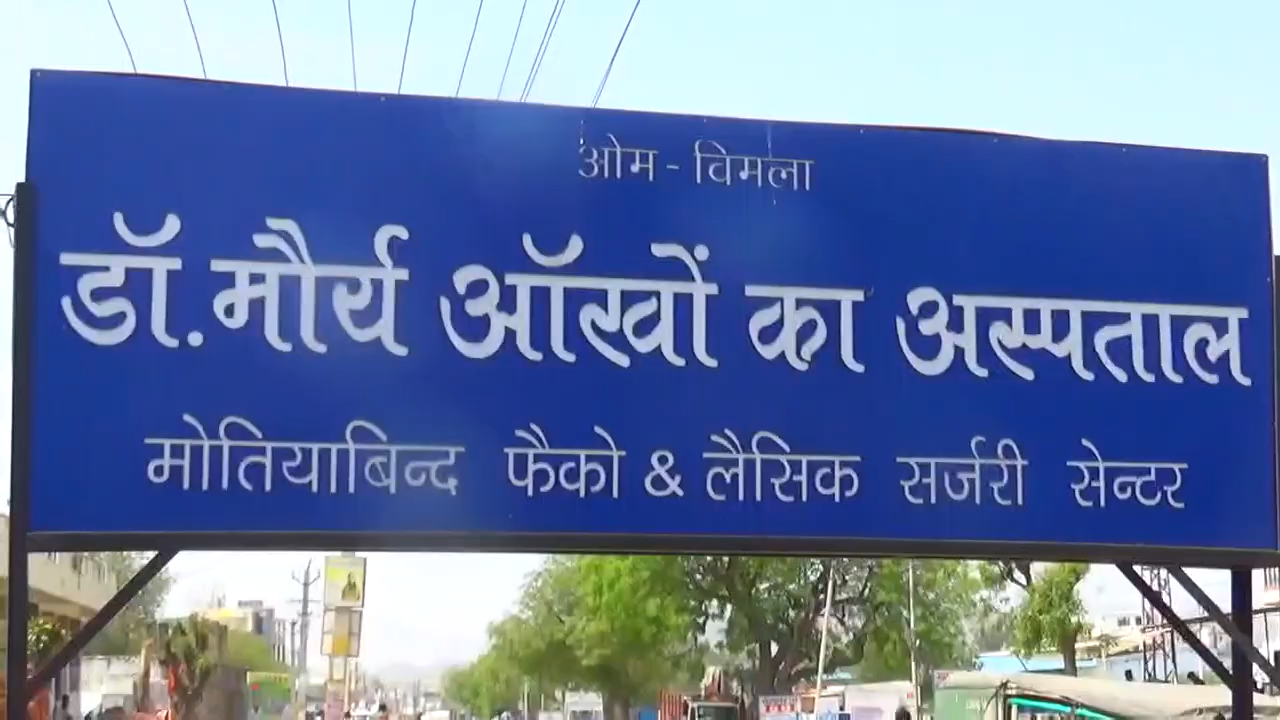 ओम - विमला
डॉ. मौर्य ऑखों का अस्पताल
मोतियाबिन्द फैको & लैसिक सर्जरी सेन्टर